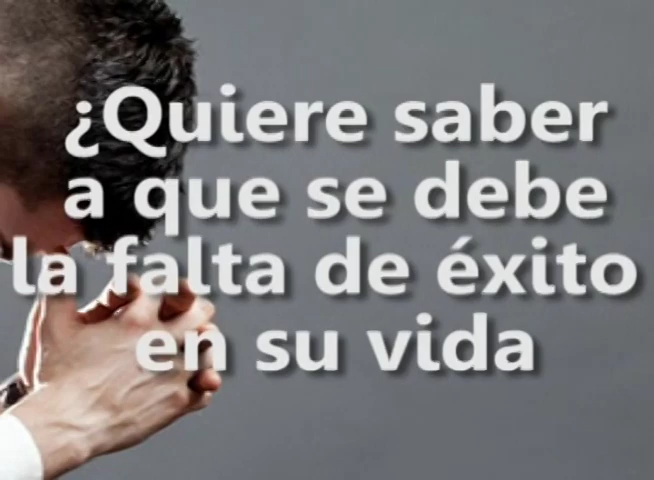 ¿Quiere saber
a que se debe
la falta de éxito
en su vida